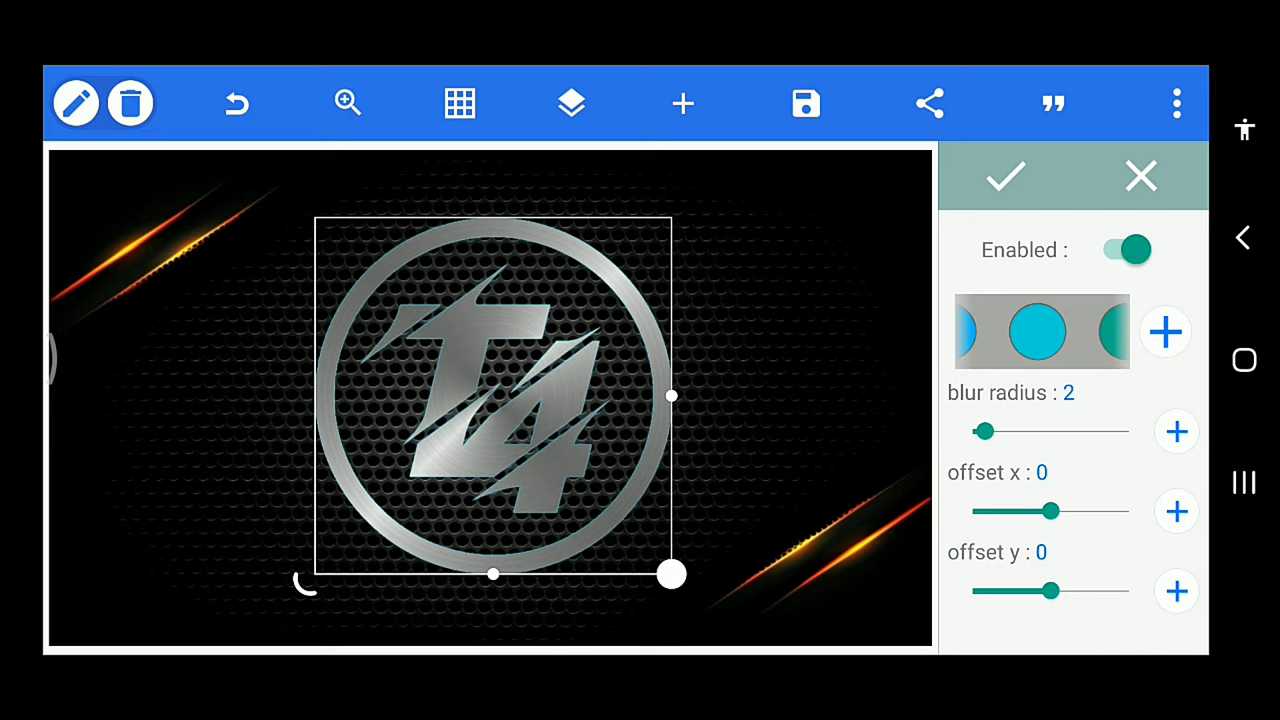 Enabled :
T4
blur radius : 2
offset x : 0
offset y : 0